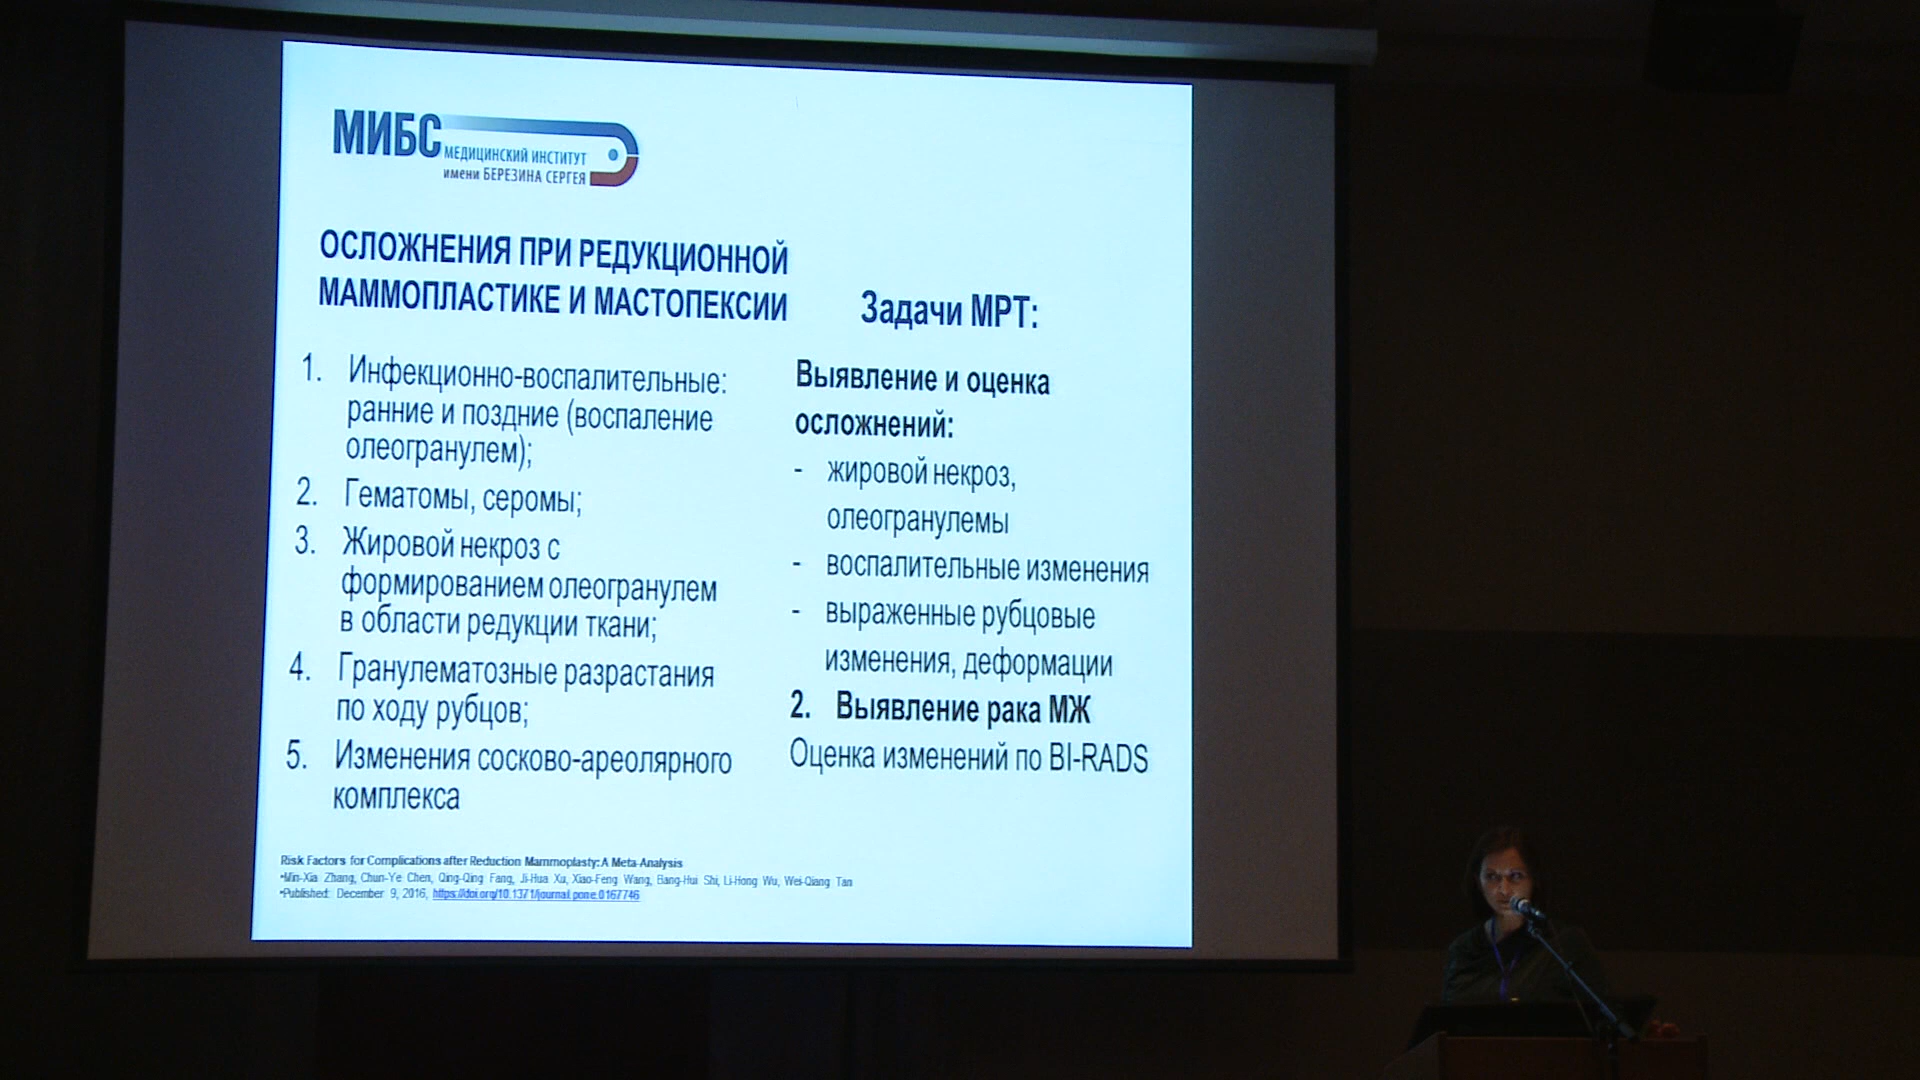 МИБС
МЕДИЦИНСКИЙ ИНСТИТУТ
имени БЕРЕЗИНА СЕРГЕЯ
ОСЛОЖНЕНИЯ ПРИ РЕДУКЦИОННОЙ
МАММОПЛАСТИКЕ И МАСТОПЕКСИИ
1. Инфекционно-воспалительные:
ранние и поздние (воспаление
олеогранулем);
2. Гематомы, серомы;
3. Жировой некроз с
формированием олеогранулем
в области редукции ткани;
4. Гранулематозные разрастания
по ходу рубцов;
5. Изменения сосково-ареолярного
комплекса
Задачи МРТ:
Выявление и оценка
осложнений:
- жировой некроз,
олеогранулемы
- воспалительные изменения
- выраженные рубцовые
изменения, деформации
2. Выявление рака МЖ
Оценка изменений по BI-RADS
Risk Factors for Complications after Reduction Mammoplasty: A Meta-Analysis
•Min-Xia Zhang, Chun-Ye Chen, Qing-Qing Fang, Ji-Hua Xu, Xiao-Feng Wang, Bang-Hui Shi, Li-Hong Wu, Wei-Qiang Tan
•Published: December 9, 2016, https://doi.org/10.1371/journal.pone.0167746